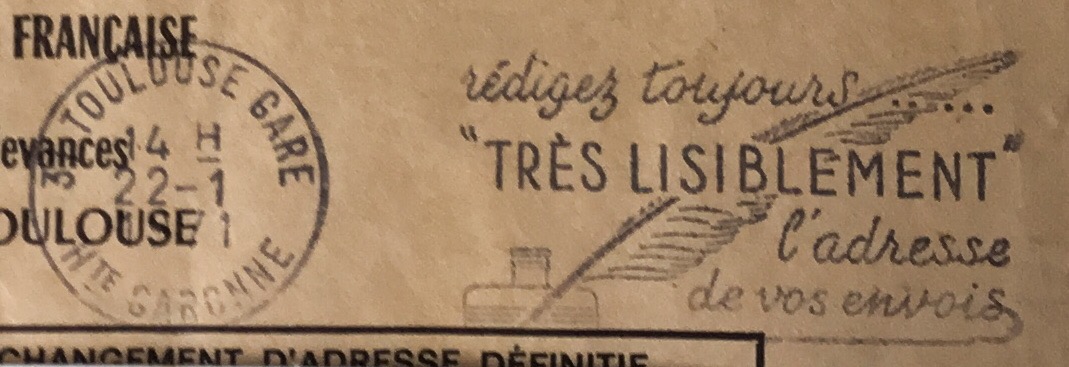 FRANÇAISE
TOULOUSE GARE
evances
14 H
22-1
OULOUSE
HTE GARONNE
rédigez toujours......
"TRÈS LISIBLEMENT"
l'adresse
de vos envois
CHANGEMENT D'ADRESSE DÉFINITIF